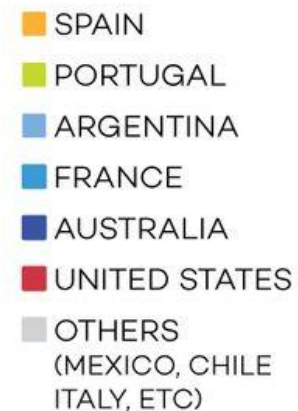 SPAIN
PORTUGAL
ARGENTINA
FRANCE
AUSTRALIA
UNITED STATES
OTHERS
(MEXICO, CHILE
ITALY, ETC)